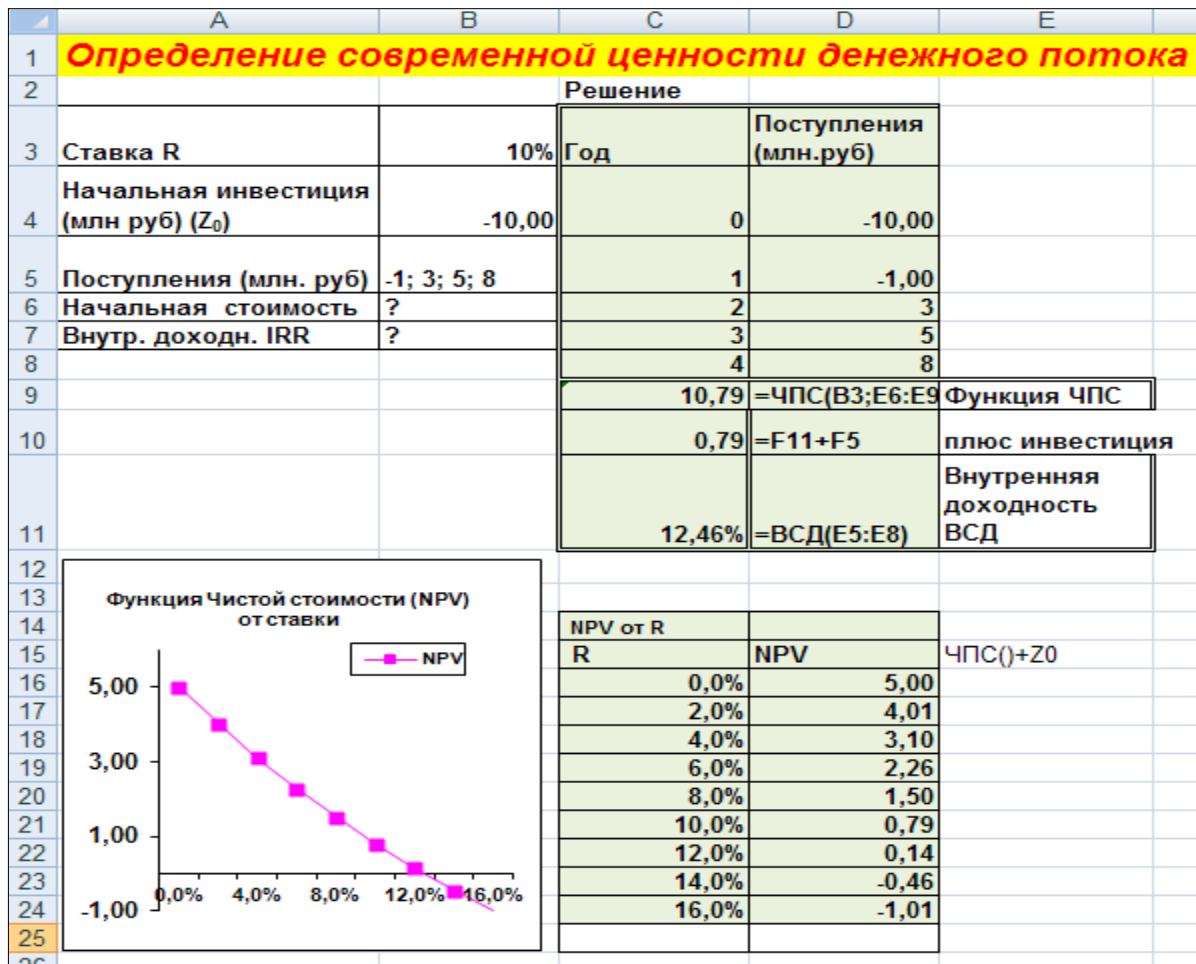 A B C D E
1 Определение современной ценности денежного потока
2 Решение
3 Ставка R 10% Год Поступления (млн.руб)
4 Начальная инвестиция (млн руб) (Z₀) -10,00 0 -10,00
5 Поступления (млн. руб) -1; 3; 5; 8 1 -1,00
6 Начальная стоимость ? 2 3
7 Внутр. доходн. IRR ? 3 5
8 4 8
9 10,79 =ЧПС(B3;E6:E9 Функция ЧПС
10 0,79 =F11+F5 плюс инвестиция
11 12,46% =ВСД(E5:E8) Внутренняя доходность ВСД
12
13
14 NPV от R
15 R NPV ЧПС()+Z0
16 0,0% 5,00
17 2,0% 4,01
18 4,0% 3,10
19 6,0% 2,26
20 8,0% 1,50
21 10,0% 0,79
22 12,0% 0,14
23 14,0% -0,46
24 16,0% -1,01
25
Функция Чистой стоимости (NPV)
от ставки
NPV
5,00
3,00
1,00
-1,00
0,0% 4,0% 8,0% 12,0% 16,0%